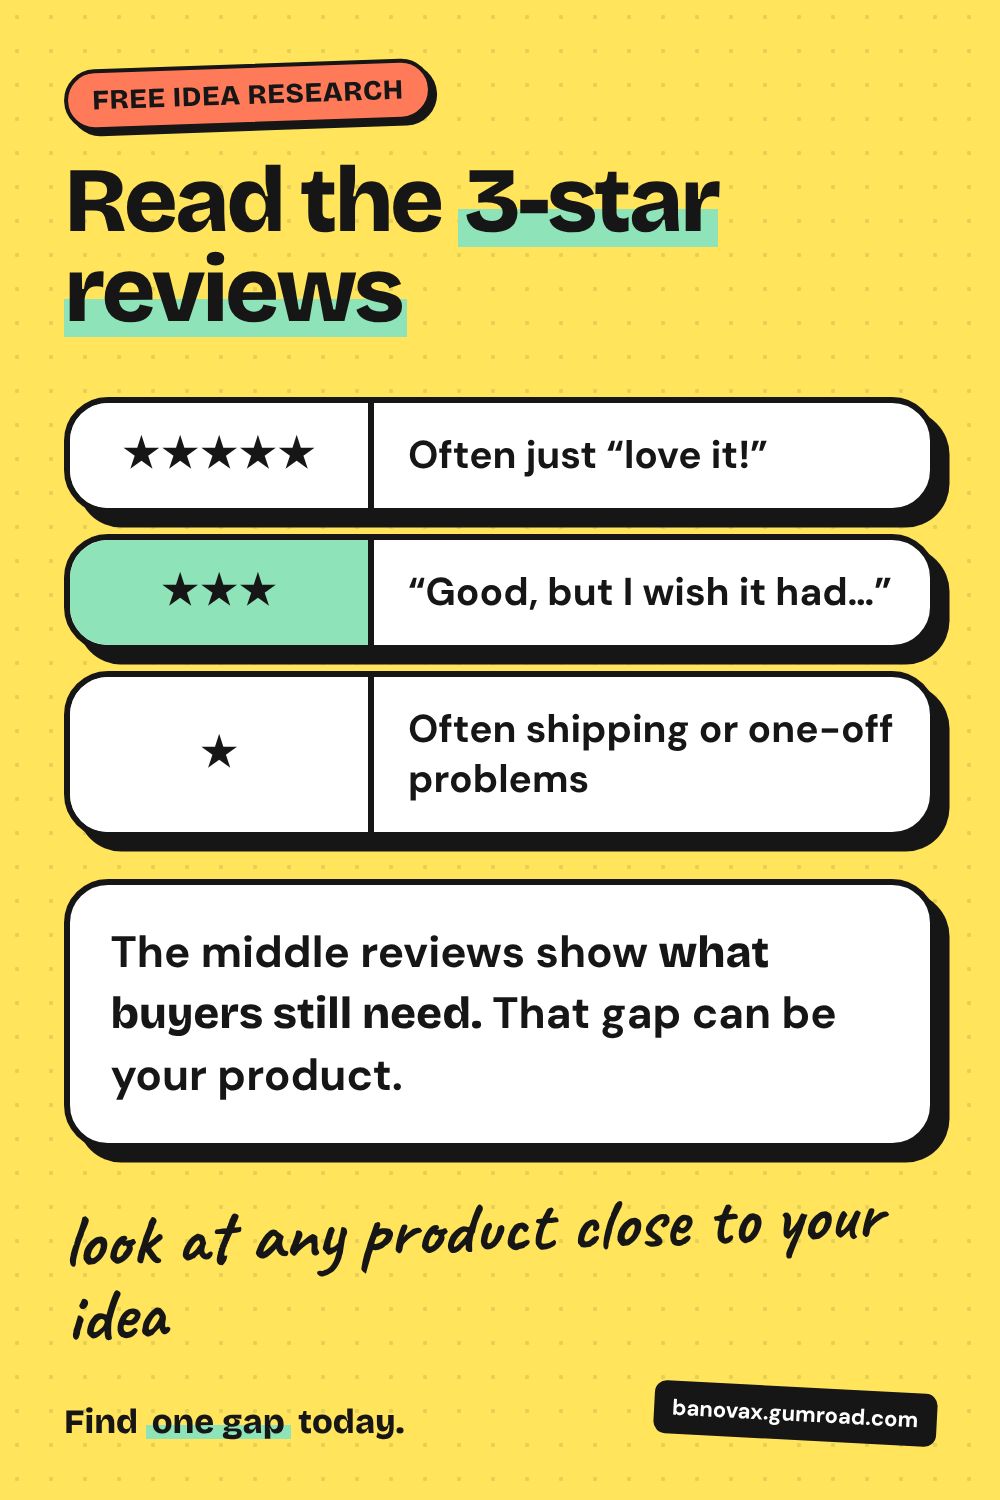 FREE IDEA RESEARCH
Read the 3-star
reviews
★★★★★ Often just “love it!”
★★★ “Good, but I wish it had…”
★ Often shipping or one-off
problems
The middle reviews show what
buyers still need. That gap can be
your product.
look at any product close to your
idea
Find one gap today.
banovax.gumroad.com